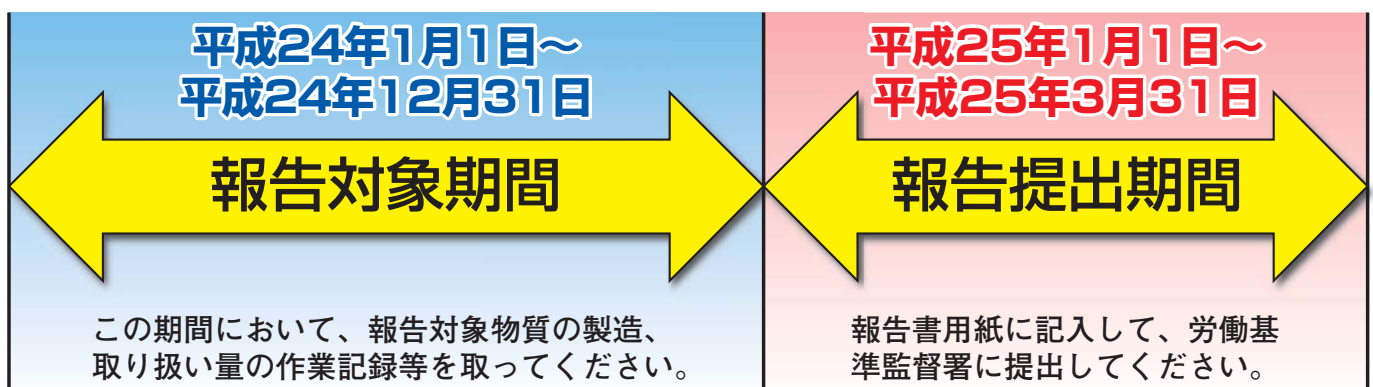 平成24年1月1日～
平成24年12月31日
報告対象期間
この期間において、報告対象物質の製造、
取り扱い量の作業記録等を取ってください。
平成25年1月1日～
平成25年3月31日
報告提出期間
報告書用紙に記入して、労働基
準監督署に提出してください。